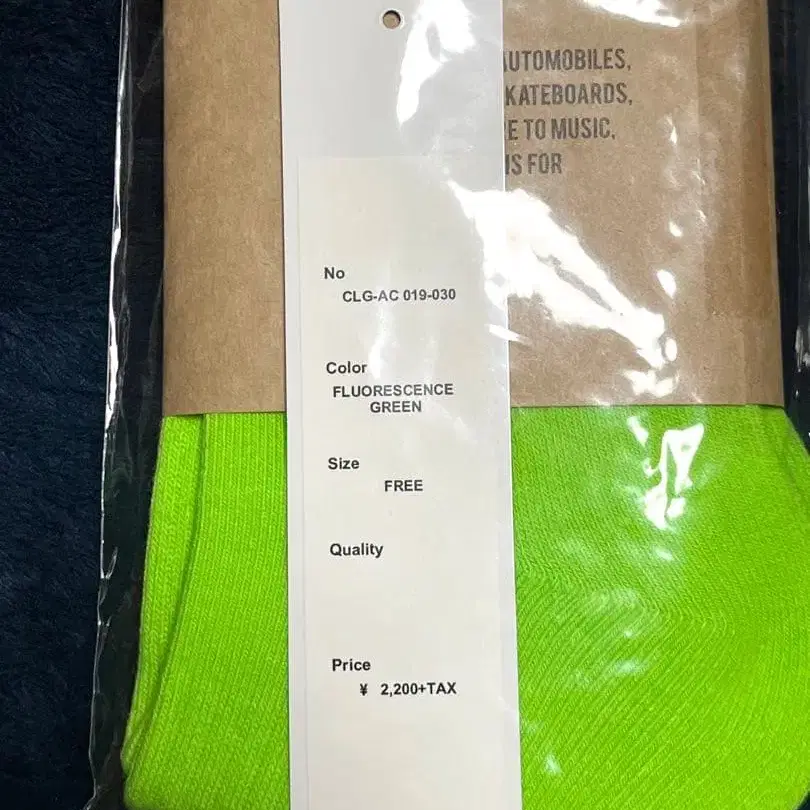 AUTOMOBILES,
KATEBOARDS,
E TO MUSIC,
IS FOR
No
CLG-AC 019-030
Color
FLUORESCENCE
GREEN
Size
FREE
Quality
Price
¥ 2,200+TAX